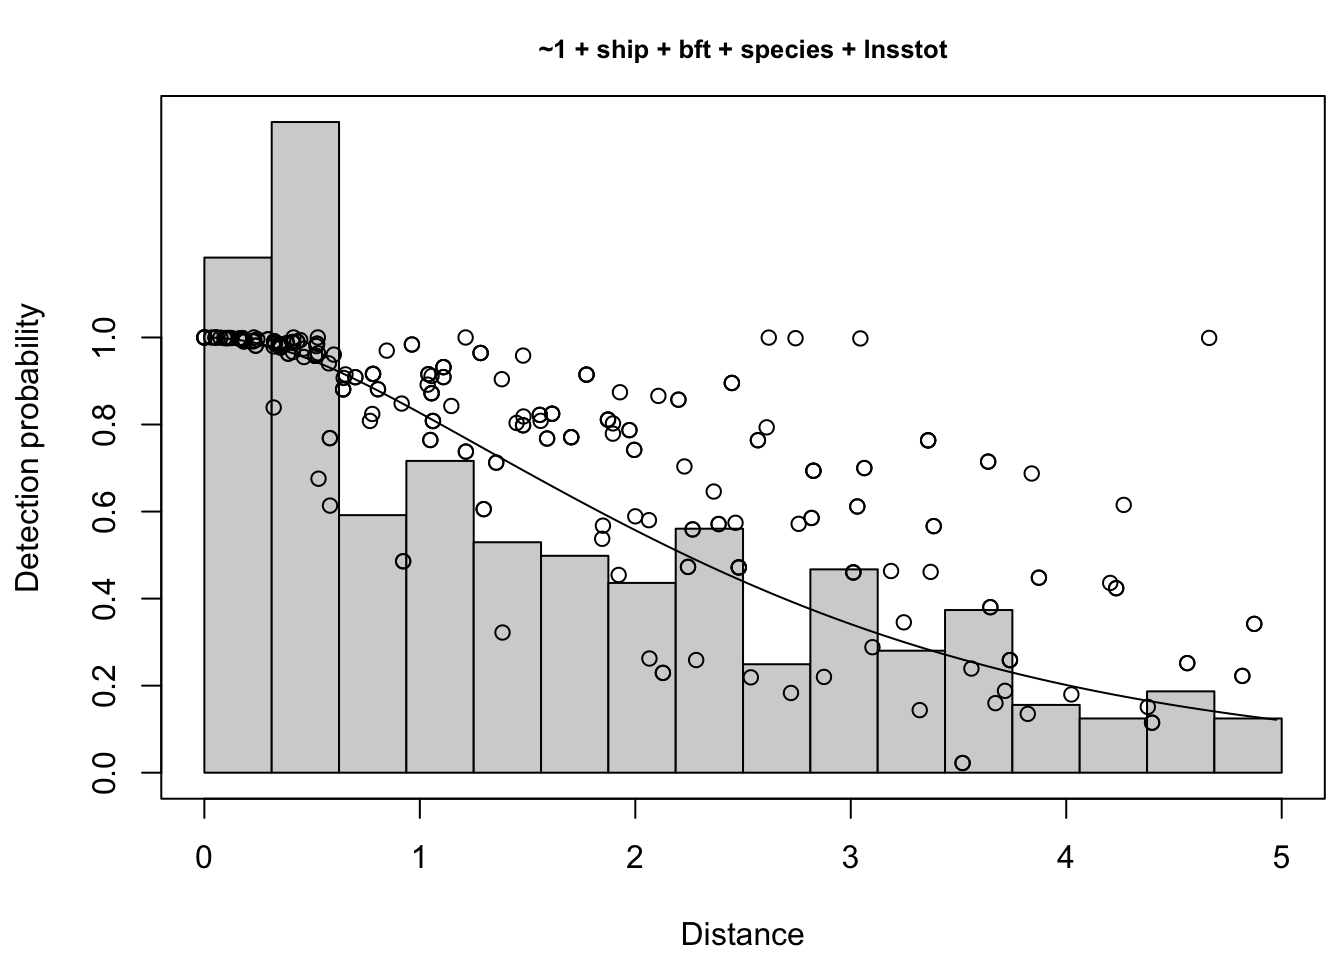 ~1 + ship + bft + species + lnsstot
Detection probability
1.0
0.8
0.6
0.4
0.2
0.0
0 1 2 3 4 5
Distance